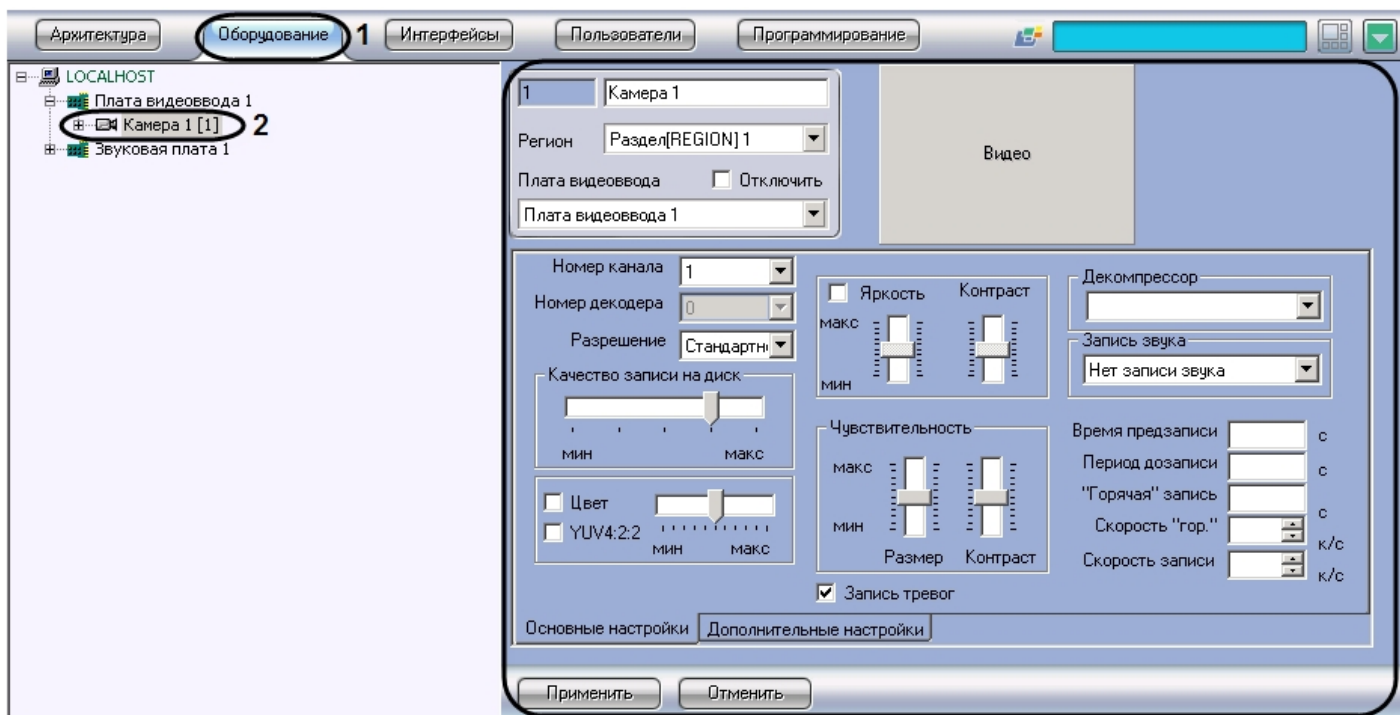 Архитектура Оборудование 1 Интерфейсы Пользователи Программирование
LOCALHOST
Плата видеоввода 1
Камера 1 [1] 2
Звуковая плата 1
1 Камера 1
Регион Раздел[REGION] 1
Плата видеоввода Отключить
Плата видеоввода 1
Видео
Номер канала 1
Номер декодера 0
Разрешение Стандартн
Качество записи на диск
мин макс
Цвет
YUV4:2:2
мин макс
Яркость Контраст
макс
мин
Чувствительность
макс
мин
Размер Контраст
Запись тревог
Декомпрессор
Запись звука
Нет записи звука
Время предзаписи с
Период дозаписи с
"Горячая" запись с
Скорость "гор." к/с
Скорость записи к/с
Основные настройки Дополнительные настройки
Применить Отменить